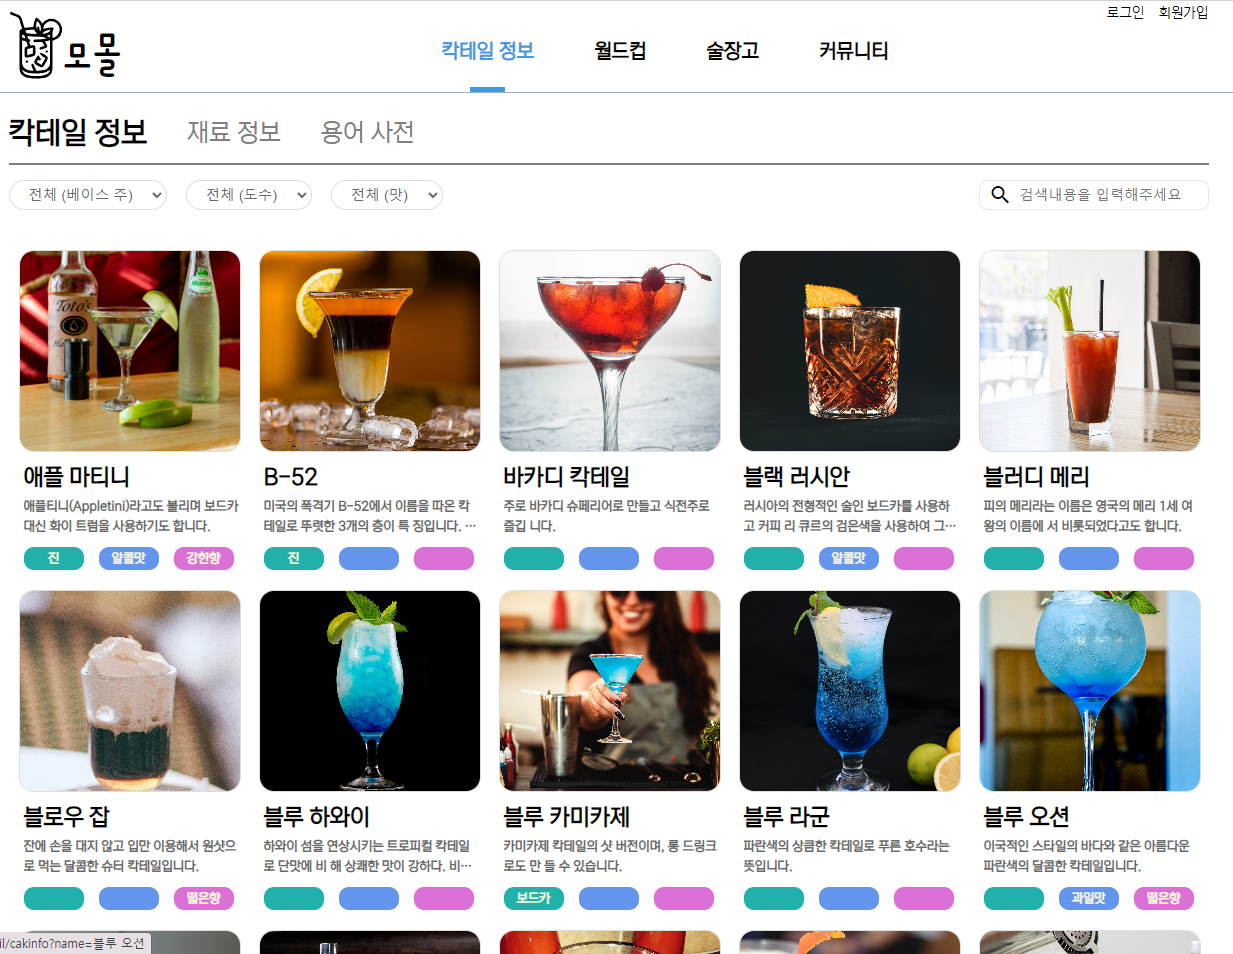 로그인 회원가입
모몰
칵테일 정보 월드컵 술장고 커뮤니티
칵테일 정보 재료 정보 용어 사전
전체 (베이스 주) 전체 (도수) 전체 (맛) 검색내용을 입력해주세요
Toto's
애플 마티니
애플티니(Appletini)라고도 불리며 보드카
대신 화이 트럼을 사용하기도 합니다.
진 알콜맛 강한향
B-52
미국의 폭격기 B-52에서 이름을 따온 칵
테일로 뚜렷한 3개의 층이 특 징입니다. …
진
바카디 칵테일
주로 바카디 슈페리어로 만들고 식전주로
즐깁 니다.
블랙 러시안
러시아의 전형적인 술인 보드카를 사용하
고 커피 리 큐르의 검은색을 사용하여 그…
알콜맛
블러디 메리
피의 메리라는 이름은 영국의 메리 1세 여
왕의 이름에 서 비롯되었다고도 합니다.
블로우 잡
잔에 손을 대지 않고 입만 이용해서 원샷으
로 먹는 달콤한 슈터 칵테일입니다.
떫은향
블루 하와이
하와이 섬을 연상시키는 트로피컬 칵테일
로 단맛에 비 해 상쾌한 맛이 강하다. 비…
블루 카미카제
카미카제 칵테일의 샷 버전이며, 롱 드링크
로도 만 들 수 있습니다.
보드카
블루 라군
파란색의 상큼한 칵테일로 푸른 호수라는
뜻입니다.
블루 오션
이국적인 스타일의 바다와 같은 아름다운
파란색의 달콤한 칵테일입니다.
과일맛 떫은향
il/cakinfo?name=블루 오션